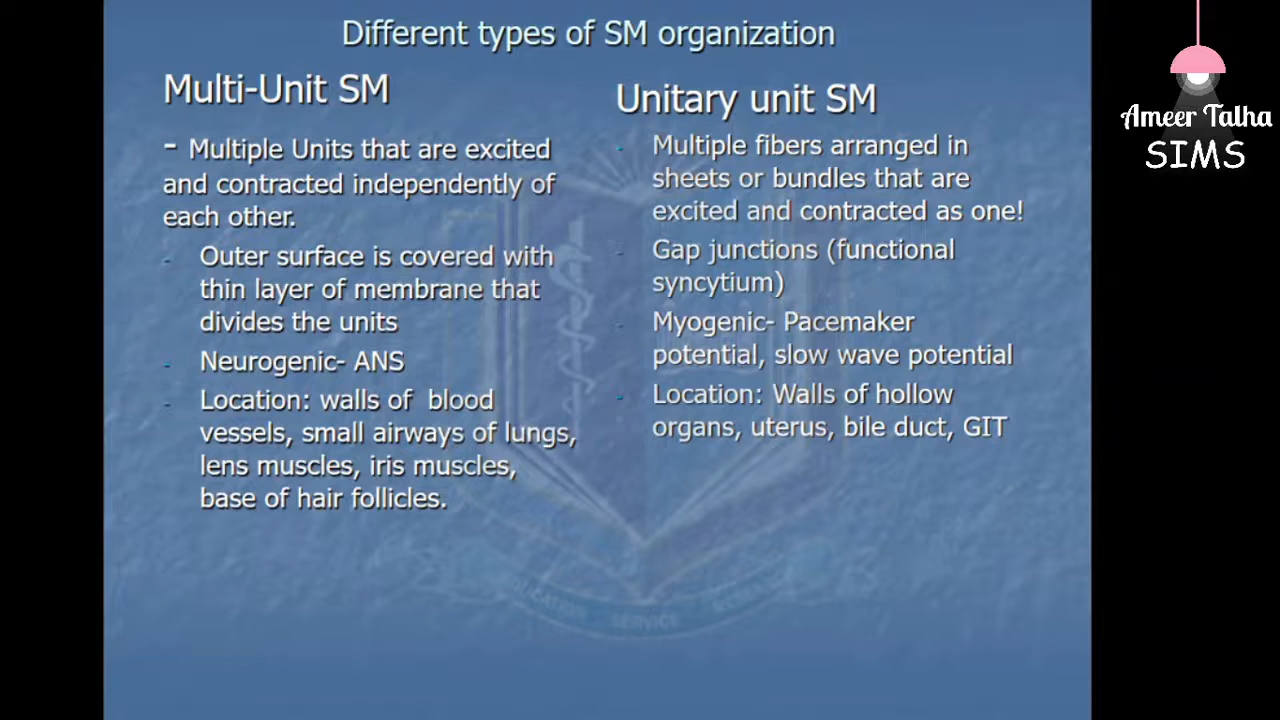 Different types of SM organization
Multi-Unit SM
- Multiple Units that are excited
and contracted independently of
each other.
- Outer surface is covered with
thin layer of membrane that
divides the units
- Neurogenic- ANS
- Location: walls of blood
vessels, small airways of lungs,
lens muscles, iris muscles,
base of hair follicles.
Unitary unit SM
- Multiple fibers arranged in
sheets or bundles that are
excited and contracted as one!
- Gap junctions (functional
syncytium)
- Myogenic- Pacemaker
potential, slow wave potential
- Location: Walls of hollow
organs, uterus, bile duct, GIT
Ameer Talha
SIMS
SERVICE